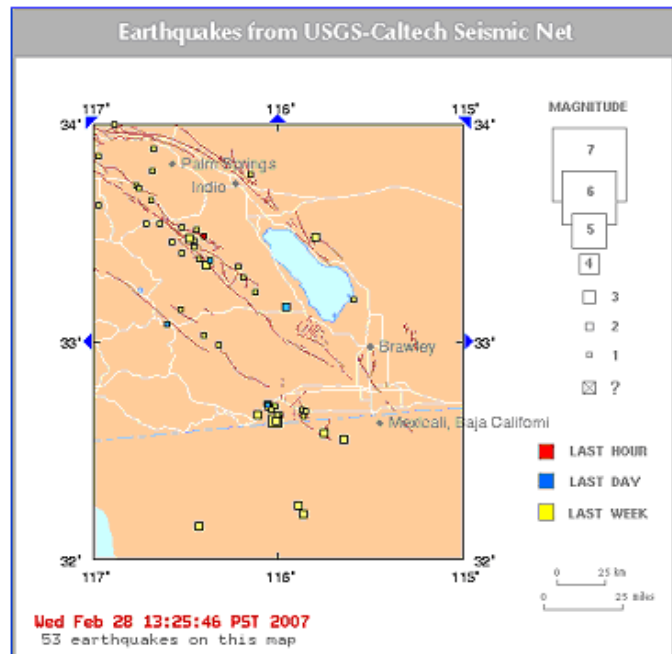 Earthquakes from USGS-Caltech Seismic Net
117° 116° 115°
MAGNITUDE
34° 34°
7
Palm Springs
Indio
6
5
4
3
2
33° 33°
Brawley
1
?
Mexicali, Baja Californi
LAST HOUR
LAST DAY
LAST WEEK
32° 32°
117° 116° 115°
0 25 km
0 25 miles
Wed Feb 28 13:25:46 PST 2007
53 earthquakes on this map